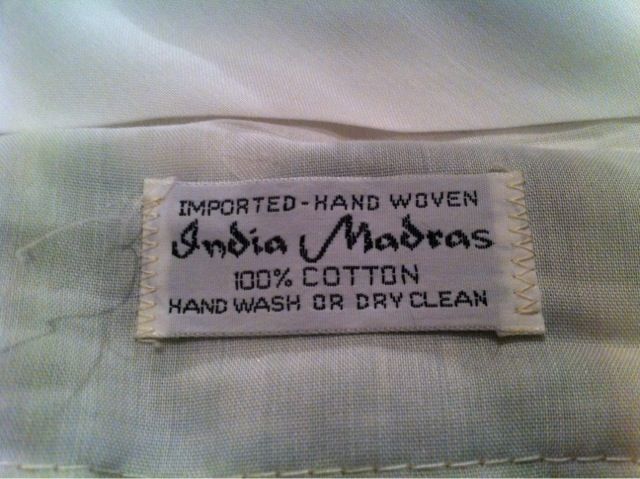 IMPORTED-HAND WOVEN
India Madras
100% COTTON
HAND WASH OR DRY CLEAN